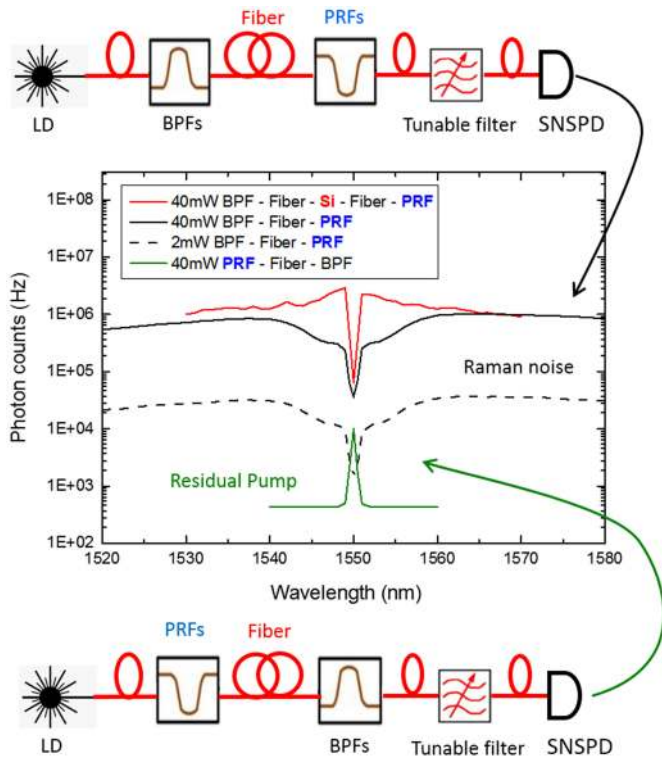 Fiber
PRFs
LD
BPFs
Tunable filter
SNSPD
40mW BPF - Fiber - Si - Fiber - PRF
40mW BPF - Fiber - PRF
2mW BPF - Fiber - PRF
40mW PRF - Fiber - BPF
1E+08
1E+07
1E+06
1E+05
1E+04
1E+03
1E+02
Photon counts (Hz)
Raman noise
Residual Pump
1520 1530 1540 1550 1560 1570 1580
Wavelength (nm)
PRFs
Fiber
LD
BPFs
Tunable filter
SNSPD